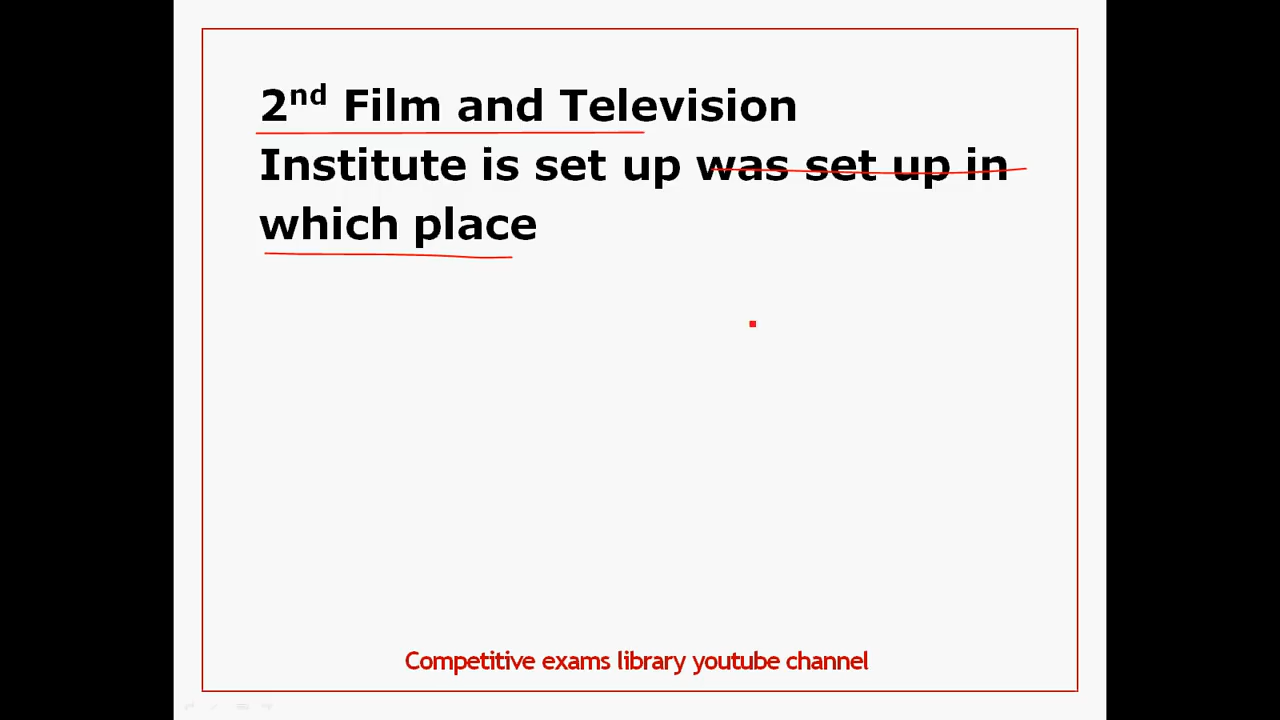 2nd Film and Television
Institute is set up was set up in
which place
Competitive exams library youtube channel